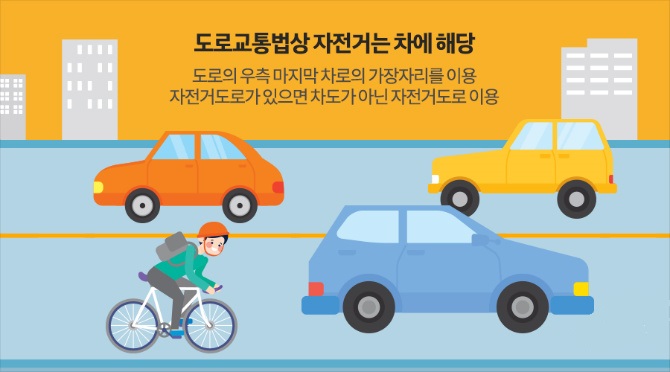 도로교통법상 자전거는 차에 해당
도로의 우측 마지막 차로의 가장자리를 이용
자전거도로가 있으면 차도가 아닌 자전거도로 이용